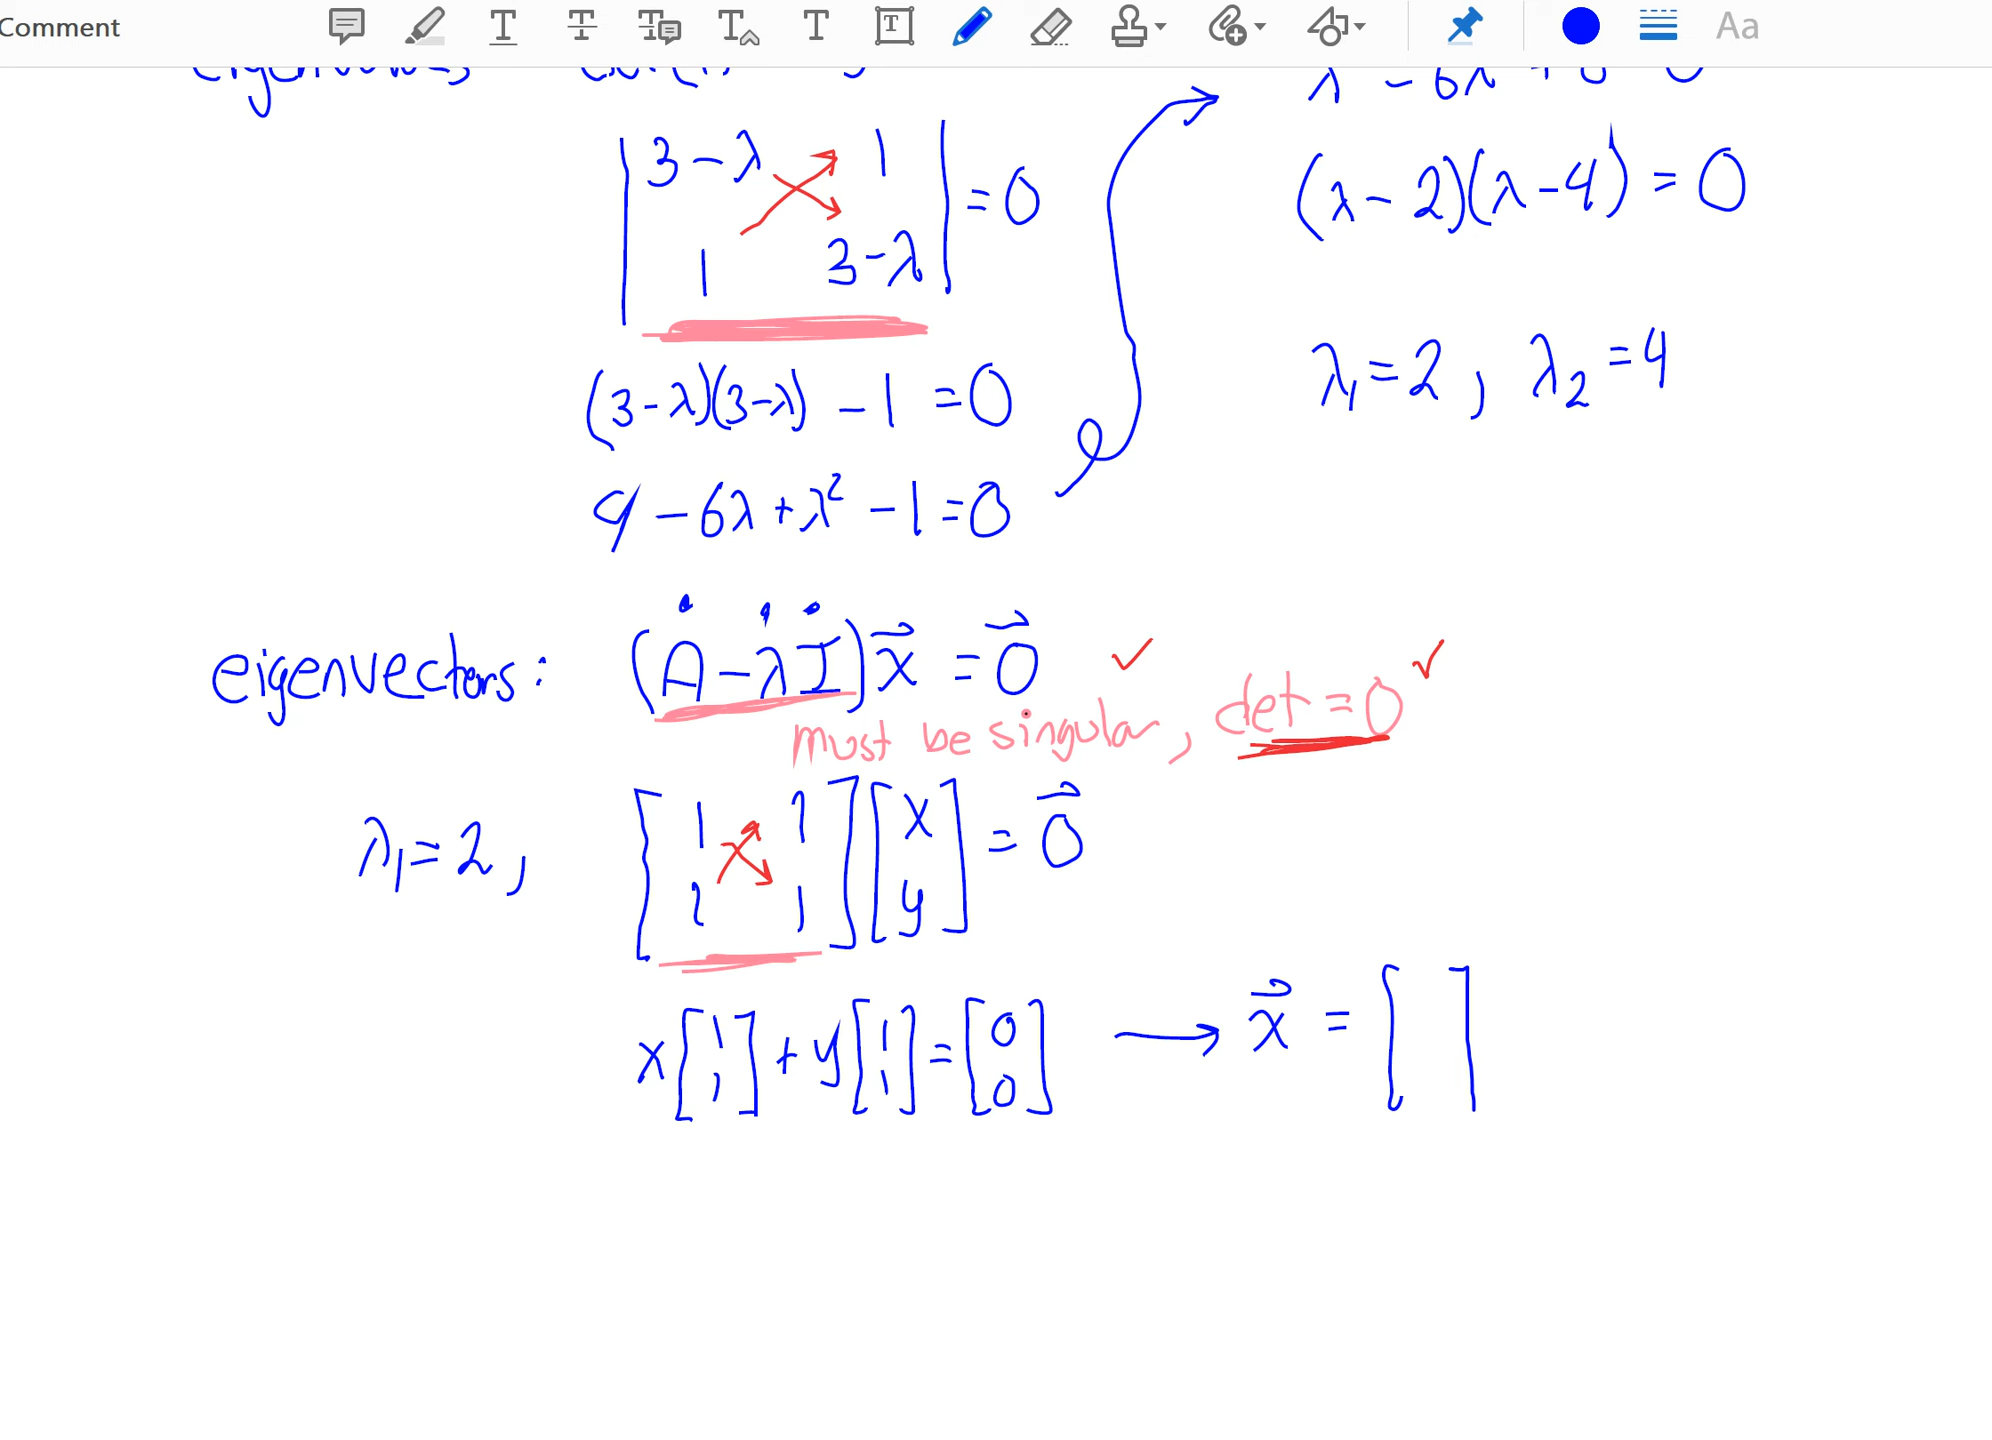 Comment
T T T T T T Aa
|3-λ 1|
|1 3-λ| = 0
(3-λ)(3-λ) - 1 = 0
9 - 6λ + λ² - 1 = 0
(λ-2)(λ-4) = 0
λ₁ = 2, λ₂ = 4
eigenvectors: (A - λI)x⃗ = 0⃗ ✓
must be singular, det = 0 ✓
λ₁ = 2, [1 1; 1 1] [x; y] = 0⃗
x[1; 1] + y[1; 1] = [0; 0] → x⃗ = [ ]